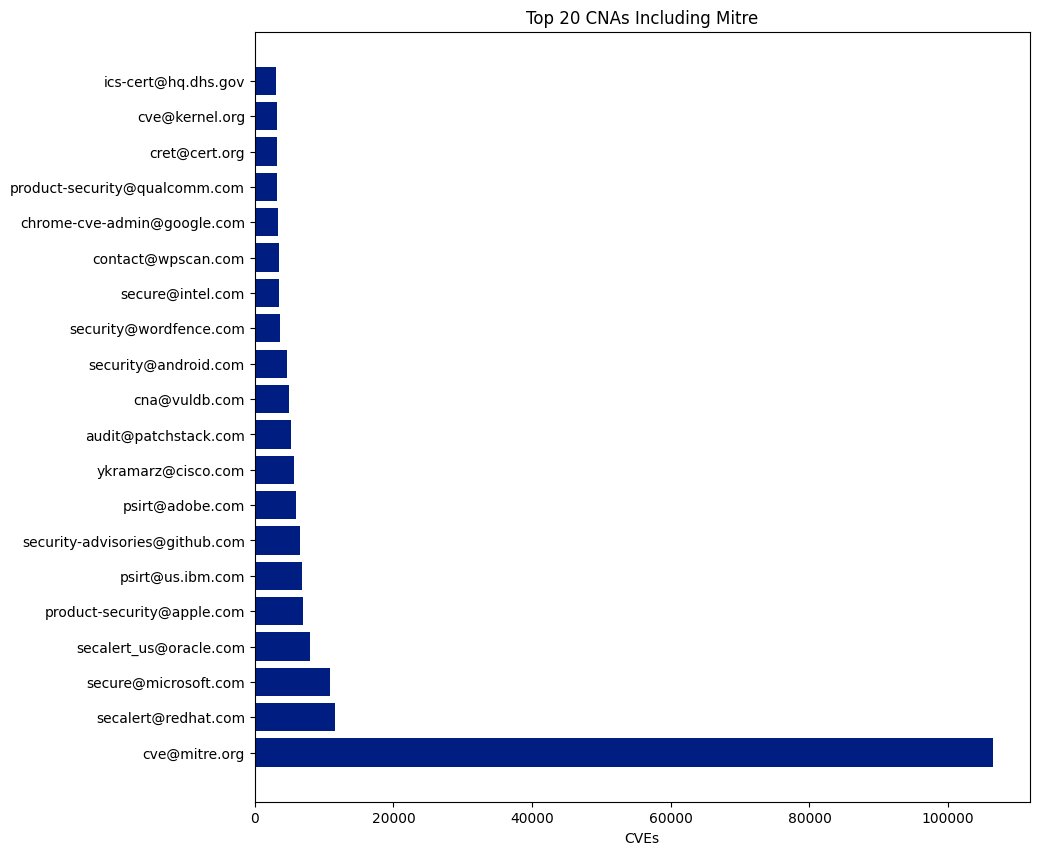 Top 20 CNAs Including Mitre
ics-cert@hq.dhs.gov
cve@kernel.org
cret@cert.org
product-security@qualcomm.com
chrome-cve-admin@google.com
contact@wpscan.com
secure@intel.com
security@wordfence.com
security@android.com
cna@vuldb.com
audit@patchstack.com
ykramarz@cisco.com
psirt@adobe.com
security-advisories@github.com
psirt@us.ibm.com
product-security@apple.com
secalert_us@oracle.com
secure@microsoft.com
secalert@redhat.com
cve@mitre.org
0 20000 40000 60000 80000 100000
CVEs